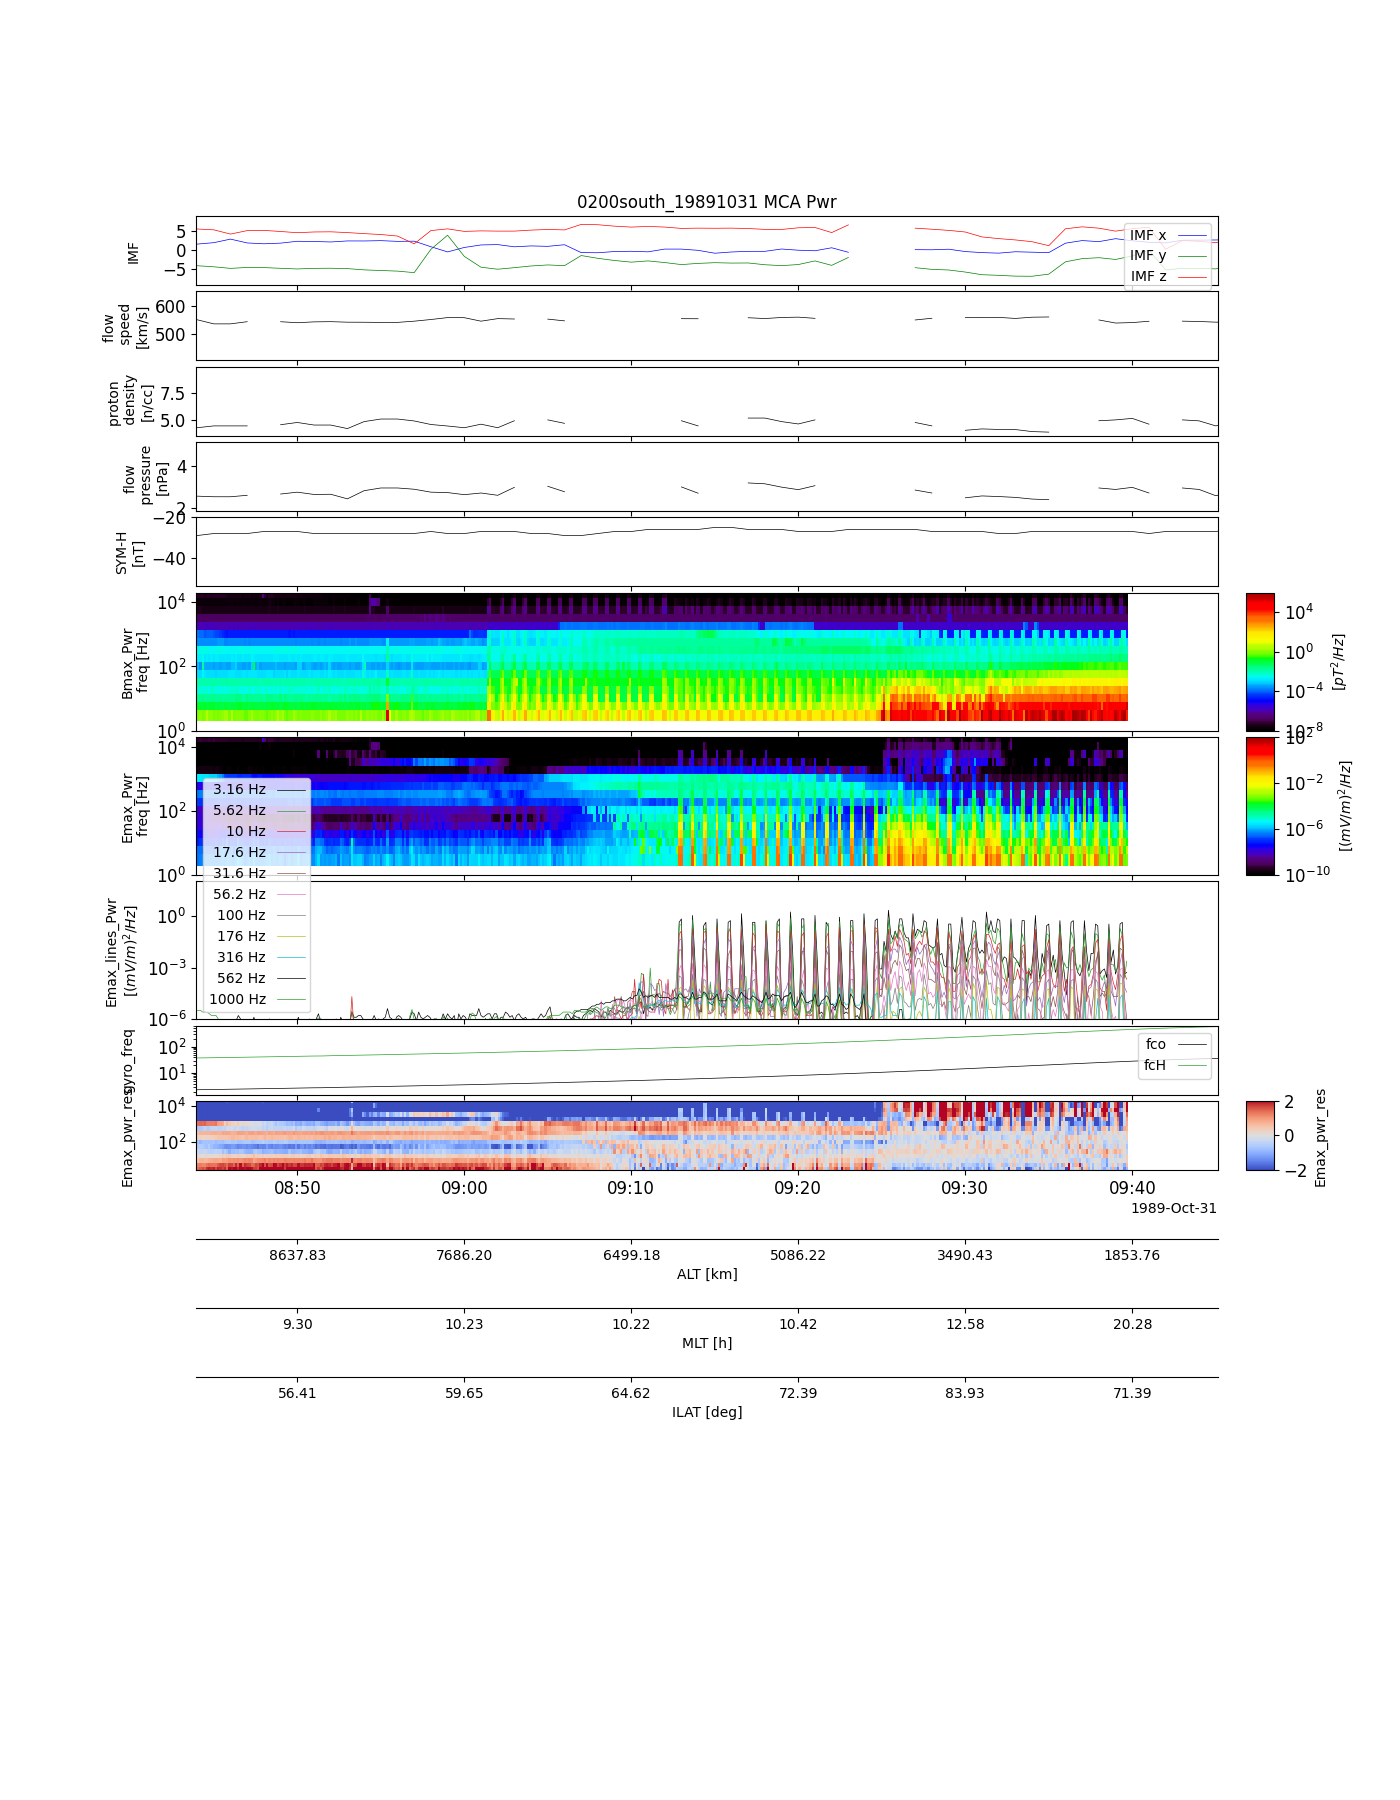 0200south_19891031 MCA Pwr
IMF
5
0
−5
IMF x
IMF y
IMF z
flow
speed
[km/s]
600
500
proton
density
[n/cc]
7.5
5.0
flow
pressure
[nPa]
4
2
SYM-H
[nT]
−20
−40
Bmax_Pwr
freq [Hz]
10^4
10^2
10^0
10^4
10^0
10^−4
10^−8
[pT^2/Hz]
Emax_Pwr
freq [Hz]
10^4
10^2
10^0
10^2
10^−2
10^−6
10^−10
[(mV/m)^2/Hz]
3.16 Hz
5.62 Hz
10 Hz
17.6 Hz
31.6 Hz
56.2 Hz
100 Hz
176 Hz
316 Hz
562 Hz
1000 Hz
Emax_lines_Pwr
[(mV/m)^2/Hz]
10^0
10^−3
10^−6
gyro_freq
10^2
10^1
fco
fcH
Emax_pwr_res
10^4
10^2
2
0
−2
Emax_pwr_res
08:50 09:00 09:10 09:20 09:30 09:40
1989-Oct-31
8637.83 7686.20 6499.18 5086.22 3490.43 1853.76
ALT [km]
9.30 10.23 10.22 10.42 12.58 20.28
MLT [h]
56.41 59.65 64.62 72.39 83.93 71.39
ILAT [deg]